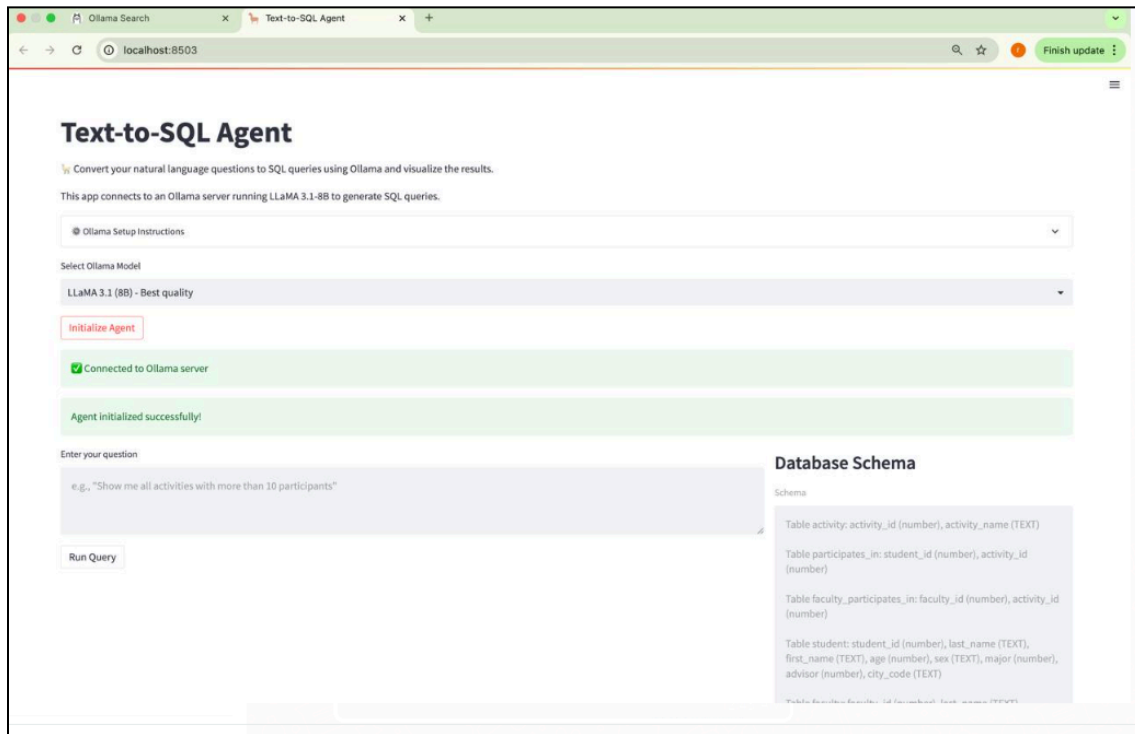 Ollama Search
Text-to-SQL Agent
localhost:8503
Finish update
Text-to-SQL Agent
Convert your natural language questions to SQL queries using Ollama and visualize the results.
This app connects to an Ollama server running LLaMA 3.1-8B to generate SQL queries.
Ollama Setup Instructions
Select Ollama Model
LLaMA 3.1 (8B) - Best quality
Initialize Agent
Connected to Ollama server
Agent initialized successfully!
Enter your question
e.g., "Show me all activities with more than 10 participants"
Run Query
Database Schema
Schema
Table activity: activity_id (number), activity_name (TEXT)
Table participates_in: student_id (number), activity_id
(number)
Table faculty_participates_in: faculty_id (number), activity_id
(number)
Table student: student_id (number), last_name (TEXT),
first_name (TEXT), age (number), sex (TEXT), major (number),
advisor (number), city_code (TEXT)
Table faculty: faculty_id (number), last_name (TEXT)